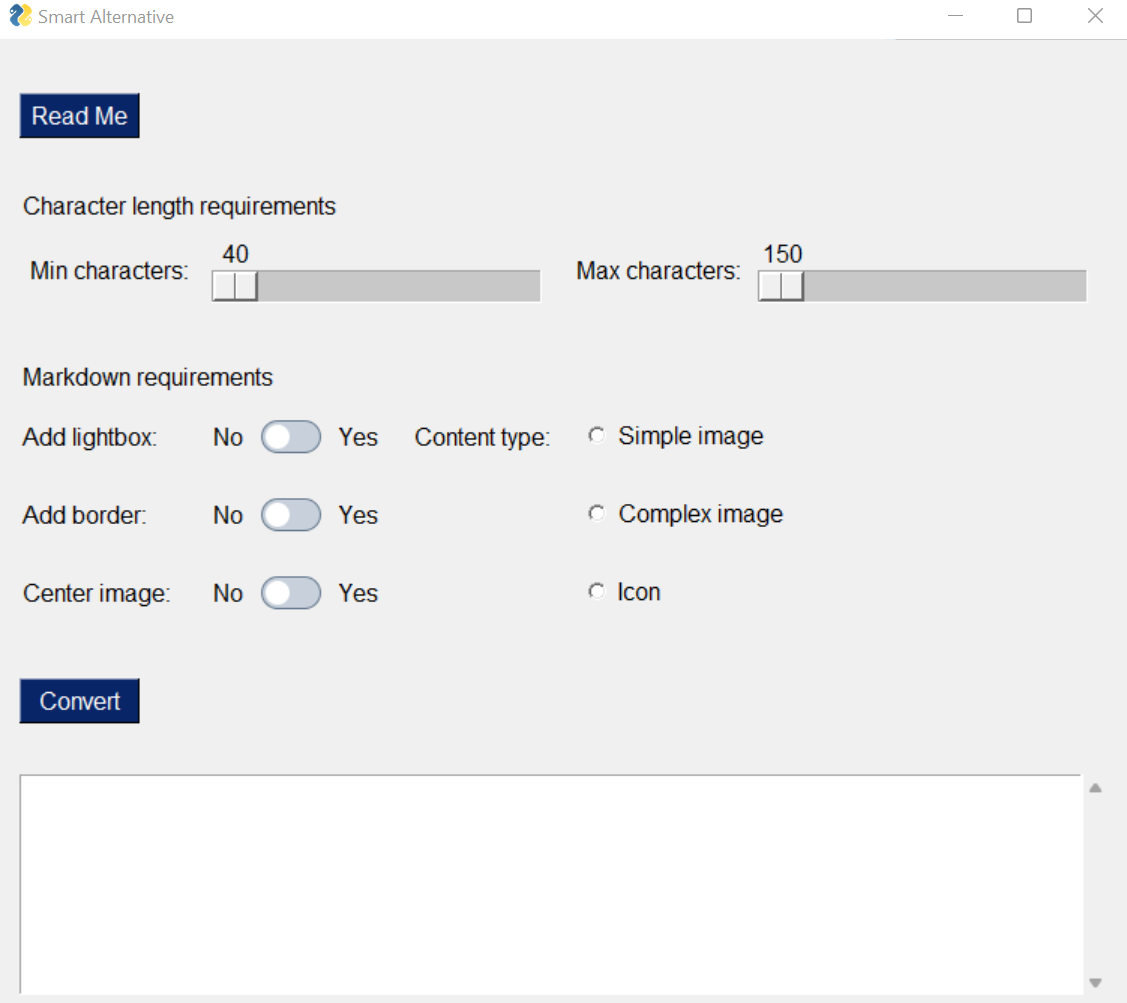 Smart Alternative
Read Me
Character length requirements
Min characters: 40 Max characters: 150
Markdown requirements
Add lightbox: No Yes Content type: Simple image
Add border: No Yes Complex image
Center image: No Yes Icon
Convert